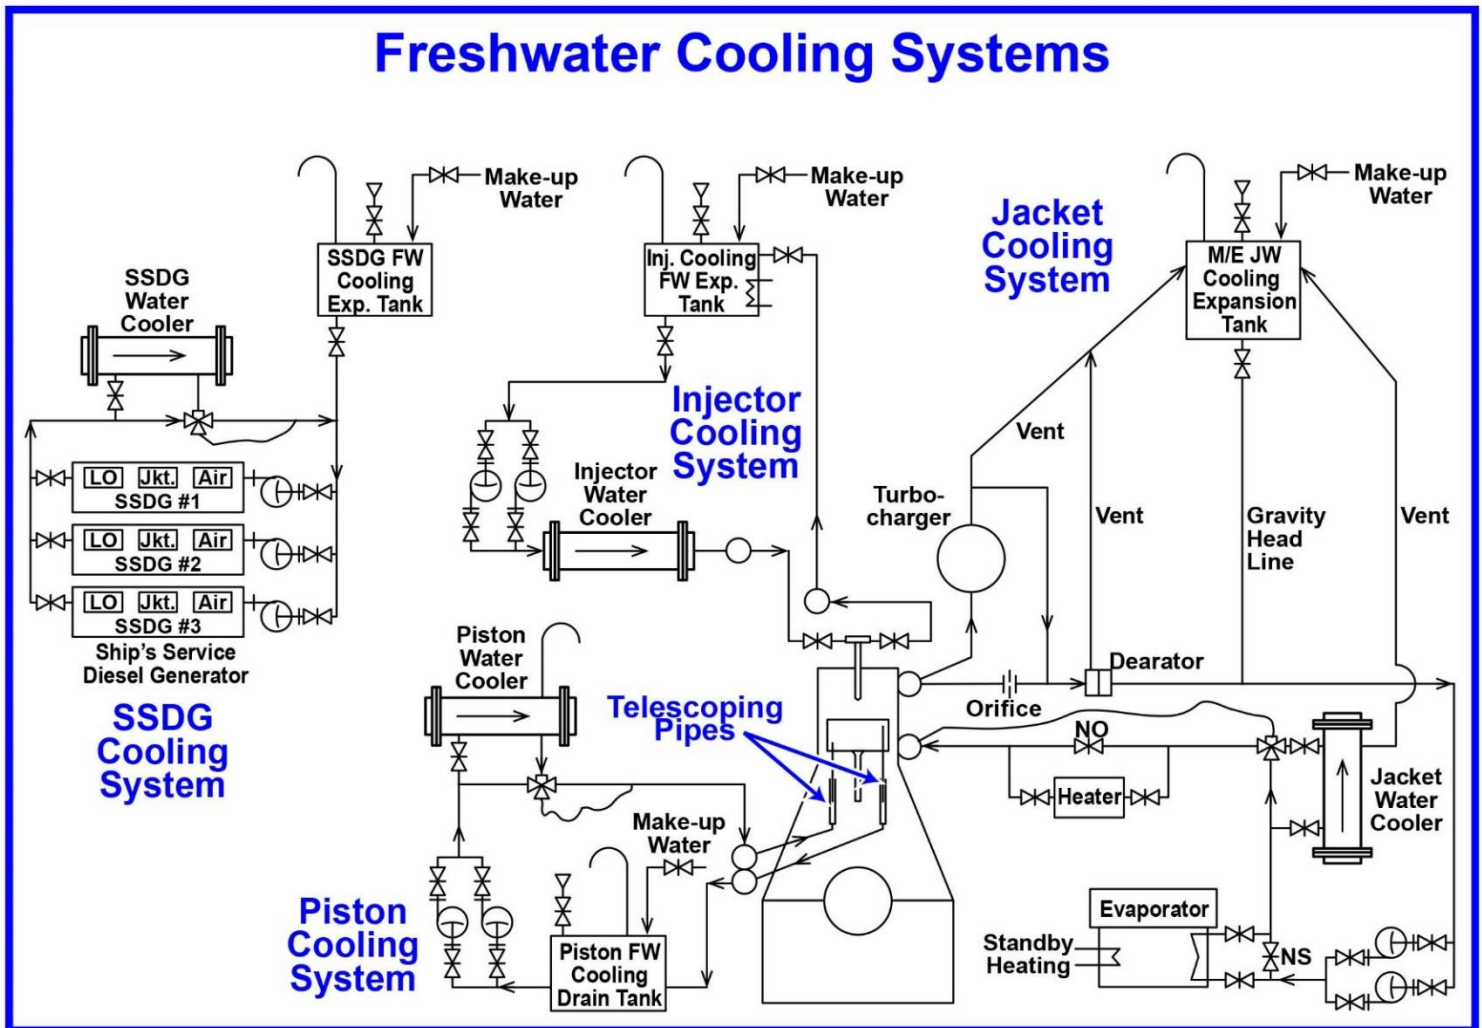 Freshwater Cooling Systems
Make-up
Water
SSDG FW
Cooling
Exp. Tank
SSDG
Water
Cooler
LO Jkt. Air
SSDG #1
LO Jkt. Air
SSDG #2
LO Jkt. Air
SSDG #3
Ship's Service
Diesel Generator
SSDG
Cooling
System
Make-up
Water
Inj. Cooling
FW Exp.
Tank
Injector
Cooling
System
Injector
Water
Cooler
Jacket
Cooling
System
Make-up
Water
M/E JW
Cooling
Expansion
Tank
Vent
Turbo-
charger
Vent
Gravity
Head
Line
Vent
Piston
Water
Cooler
Telescoping
Pipes
Dearator
Orifice
NO
Heater
Jacket
Water
Cooler
Make-up
Water
Piston
Cooling
System
Piston FW
Cooling
Drain Tank
Evaporator
Standby
Heating
NS